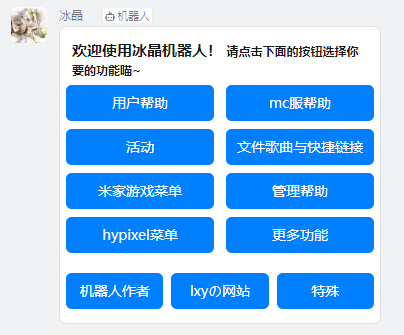 冰晶 机器人
欢迎使用冰晶机器人！ 请点击下面的按钮选择你
要的功能喵~
用户帮助 mc服帮助
活动 文件歌曲与快捷链接
米家游戏菜单 管理帮助
hypixel菜单 更多功能
机器人作者 lxyの网站 特殊